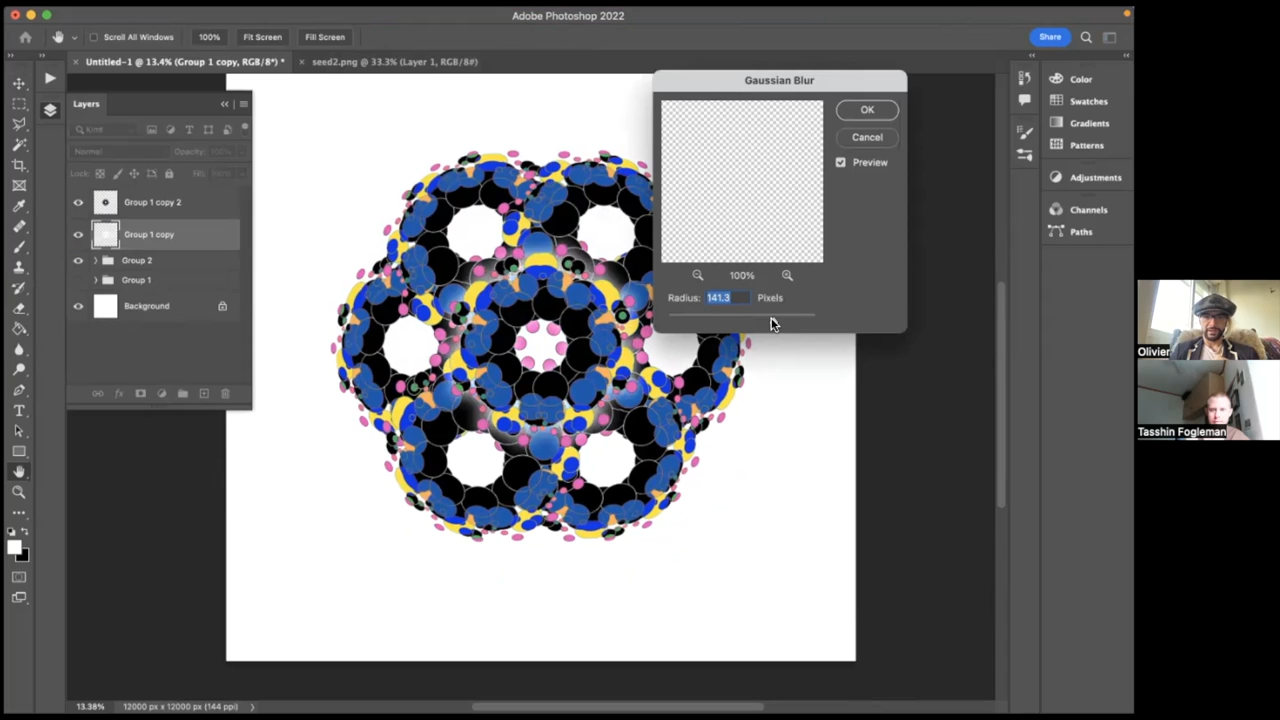 Adobe Photoshop 2022
Scroll All Windows
100%
Fit Screen
Fill Screen
Share
× Untitled-1 @ 13.4% (Group 1 copy, RGB/8*) *
× seed2.png @ 33.3% (Layer 1, RGB/8#)
Layers
Kind
Normal
Opacity: 100%
Lock:
Fill: 100%
Group 1 copy 2
Group 1 copy
Group 2
Group 1
Background
Gaussian Blur
OK
Cancel
Preview
100%
Radius: 141.3 Pixels
Color
Swatches
Gradients
Patterns
Adjustments
Channels
Paths
Olivier
Tasshin Fogleman
13.38%
12000 px x 12000 px (144 ppi)